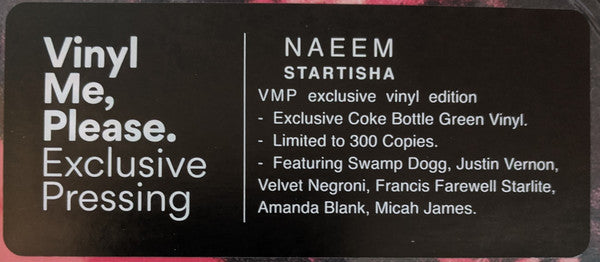 Vinyl
Me,
Please.
Exclusive
Pressing
NAEEM
STARTISHA
VMP exclusive vinyl edition
- Exclusive Coke Bottle Green Vinyl.
- Limited to 300 Copies.
- Featuring Swamp Dogg, Justin Vernon,
Velvet Negroni, Francis Farewell Starlite,
Amanda Blank, Micah James.